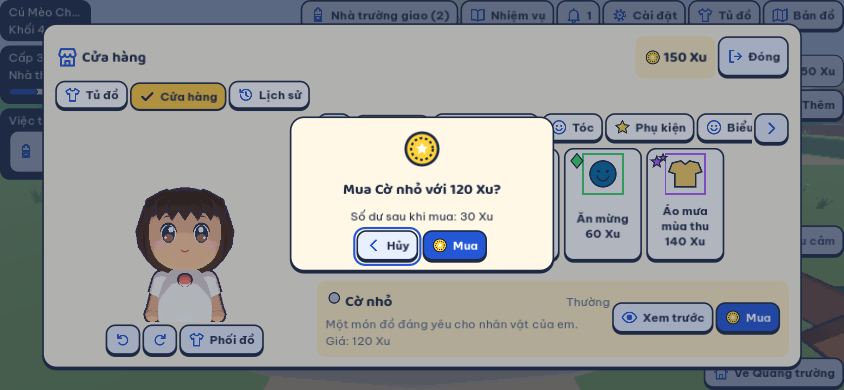 Cú Mèo Ch...
Khối 4
Nhà trường giao (2)
Nhiệm vụ
1
Cài đặt
Tủ đồ
Bản đồ
Cửa hàng
150 Xu
Đóng
Cấp 3
50 Xu
Tủ đồ
Cửa hàng
Lịch sử
Thêm
Việc t
Tóc
Phụ kiện
Biểu
Mua Cờ nhỏ với 120 Xu?
Số dư sau khi mua: 30 Xu
Hủy
Mua
Ăn mừng
60 Xu
Áo mưa
mùa thu
140 Xu
Cờ nhỏ
Thường
Một món đồ đáng yêu cho nhân vật của em.
Giá: 120 Xu
Xem trước
Mua
Phối đồ
Về Quảng trường